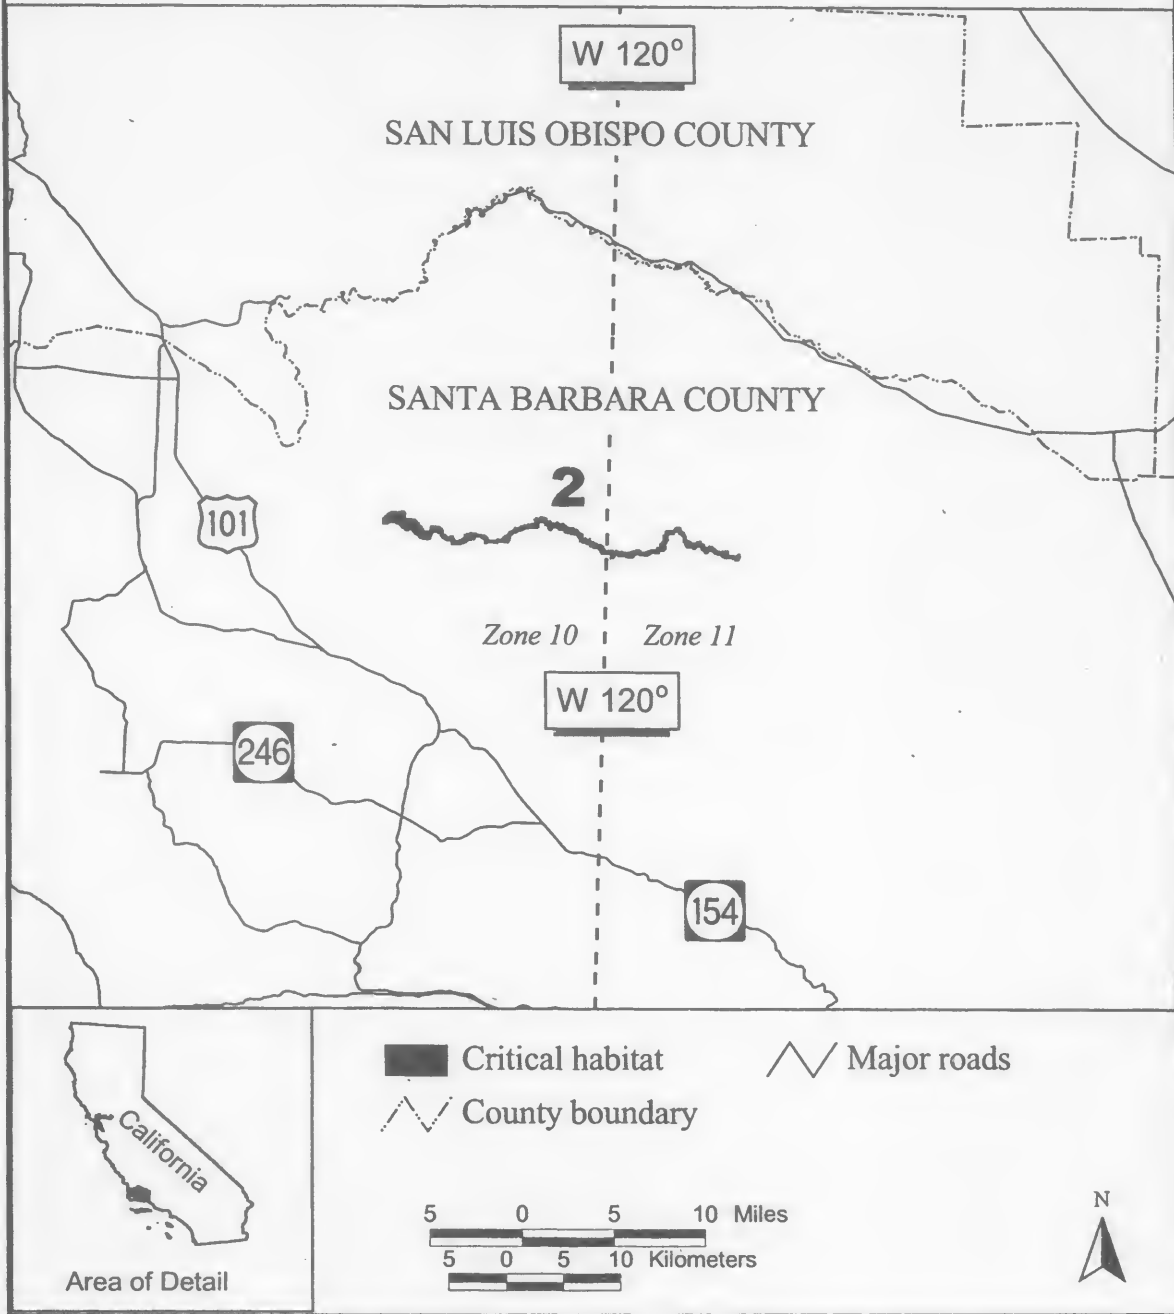 W 120°
SAN LUIS OBISPO COUNTY
SANTA BARBARA COUNTY
2
101
Zone 10 Zone 11
W 120°
246
154
California
Area of Detail
Critical habitat
Major roads
County boundary
5 0 5 10 Miles
5 0 5 10 Kilometers
N